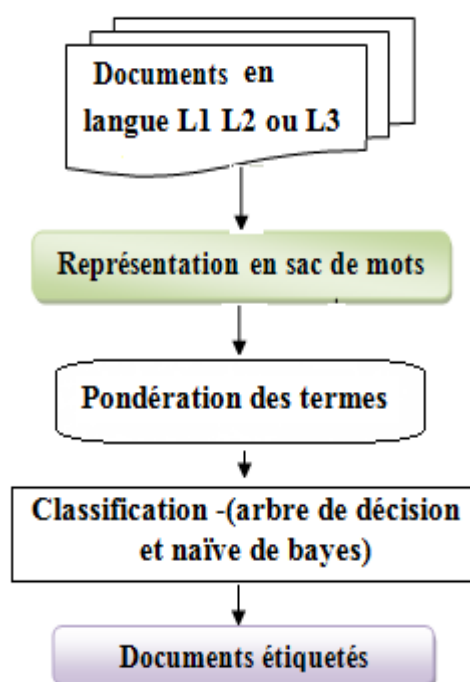 Documents en
langue L1 L2 ou L3
Représentation en sac de mots
Pondération des termes
Classification -(arbre de décision
et naïve de bayes)
Documents étiquetés